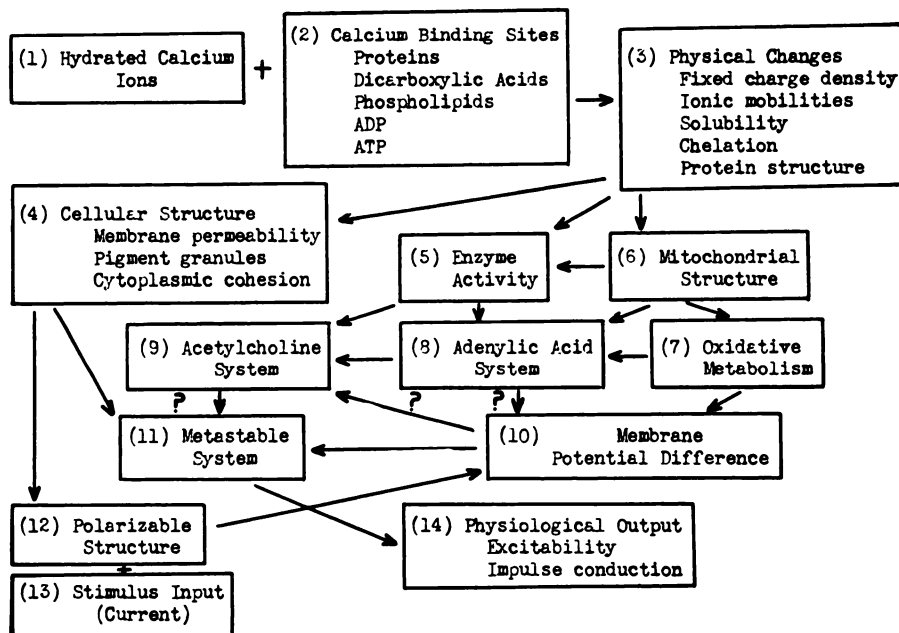 (1) Hydrated Calcium
Ions
+
(2) Calcium Binding Sites
Proteins
Dicarboxylic Acids
Phospholipids
ADP
ATP
(3) Physical Changes
Fixed charge density
Ionic mobilities
Solubility
Chelation
Protein structure
(4) Cellular Structure
Membrane permeability
Pigment granules
Cytoplasmic cohesion
(5) Enzyme
Activity
(6) Mitochondrial
Structure
(9) Acetylcholine
System
(8) Adenylic Acid
System
(7) Oxidative
Metabolism
? ? ?
(11) Metastable
System
(10) Membrane
Potential Difference
(12) Polarizable
Structure
+
(13) Stimulus Input
(Current)
(14) Physiological Output
Excitability
Impulse conduction